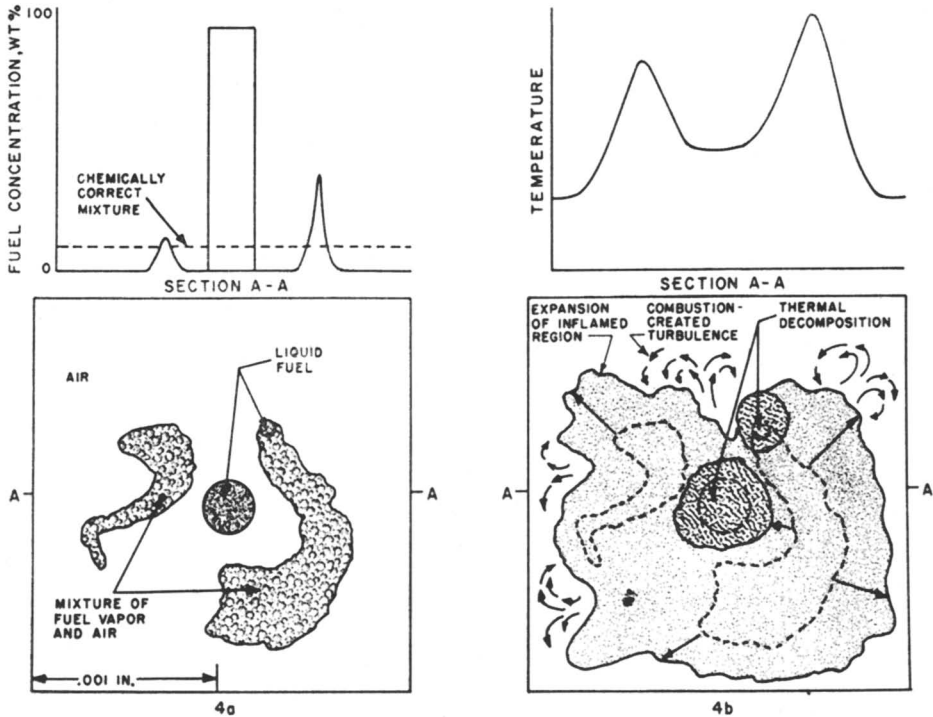 100
FUEL CONCENTRATION, WT %
0
CHEMICALLY
CORRECT
MIXTURE
SECTION A-A
TEMPERATURE
SECTION A-A
AIR
LIQUID
FUEL
A
A
MIXTURE OF
FUEL VAPOR
AND AIR
.001 IN.
4a
EXPANSION
OF INFLAMED
REGION
COMBUSTION-
CREATED
TURBULENCE
THERMAL
DECOMPOSITION
A
A
4b